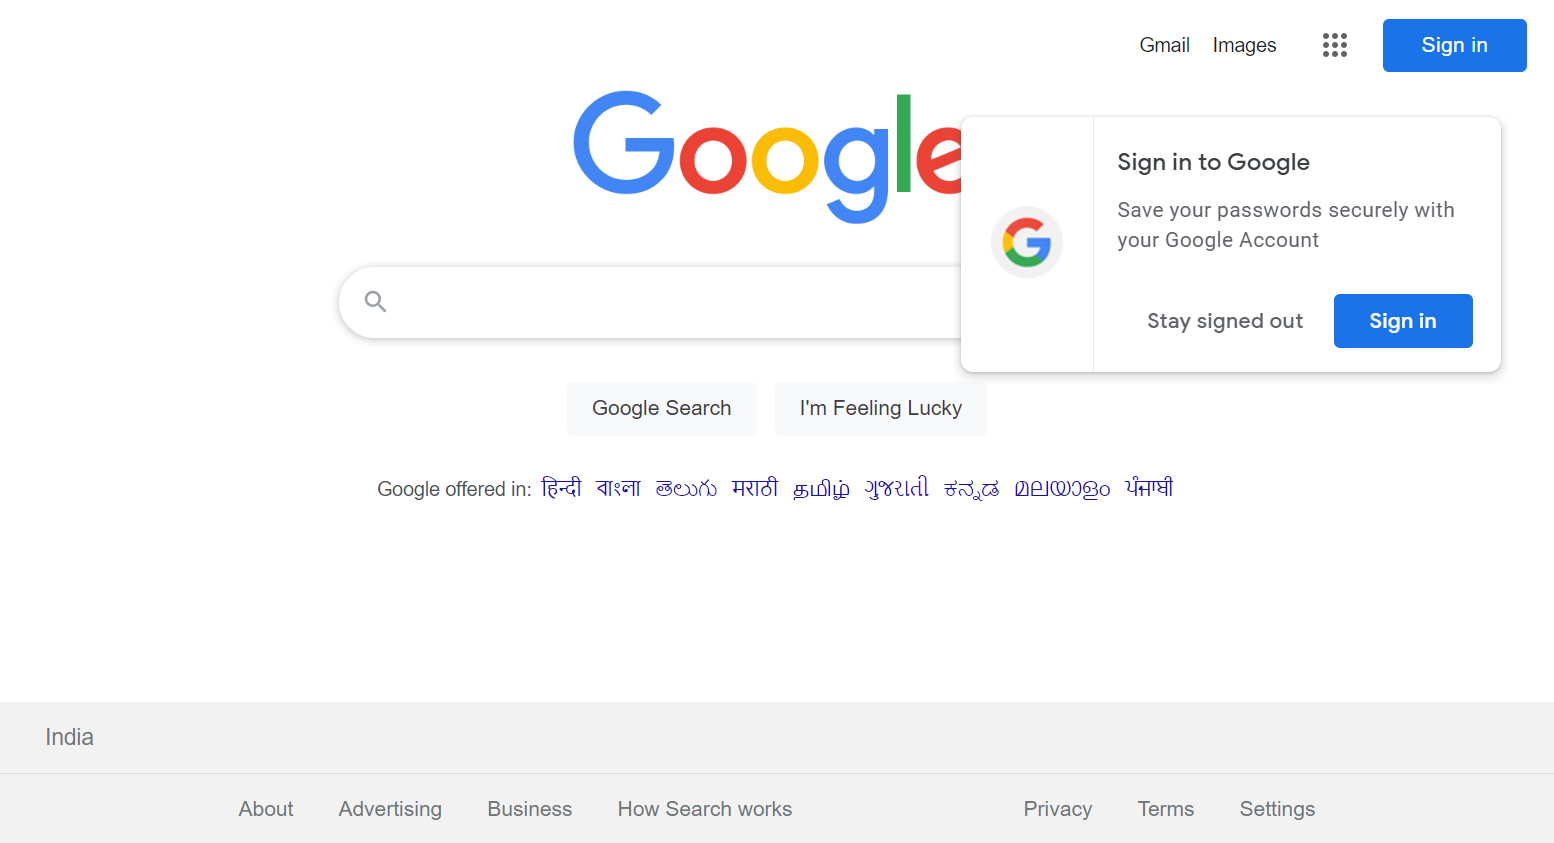 Gmail Images Sign in
Google
Sign in to Google
Save your passwords securely with
your Google Account
Stay signed out Sign in
Google Search I'm Feeling Lucky
Google offered in: हिन्दी বাংলা తెలుగు मराठी தமிழ் ગુજરાતી ಕನ್ನಡ മലയാളം ਪੰਜਾਬੀ
India
About Advertising Business How Search works Privacy Terms Settings